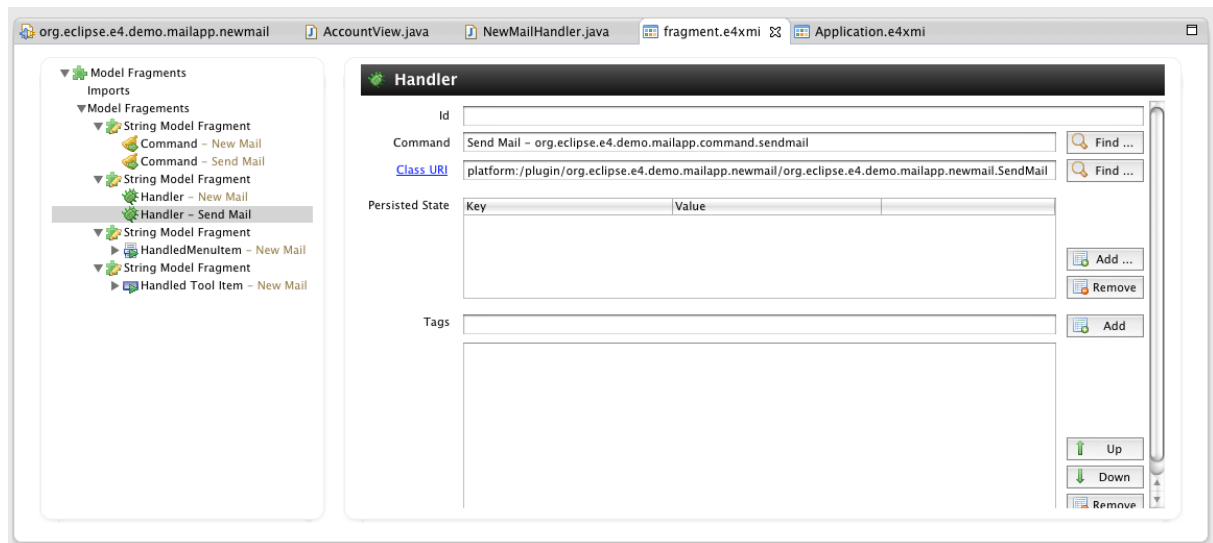 org.eclipse.e4.demo.mailapp.newmail AccountView.java NewMailHandler.java fragment.e4xmi Application.e4xmi
Model Fragments
Imports
Model Fragements
String Model Fragment
Command – New Mail
Command – Send Mail
String Model Fragment
Handler – New Mail
Handler – Send Mail
String Model Fragment
HandledMenuItem – New Mail
String Model Fragment
Handled Tool Item – New Mail
Handler
Id
Command Send Mail – org.eclipse.e4.demo.mailapp.command.sendmail Find ...
Class URI platform:/plugin/org.eclipse.e4.demo.mailapp.newmail/org.eclipse.e4.demo.mailapp.newmail.SendMail Find ...
Persisted State Key Value
Add ...
Remove
Tags Add
Up
Down
Remove